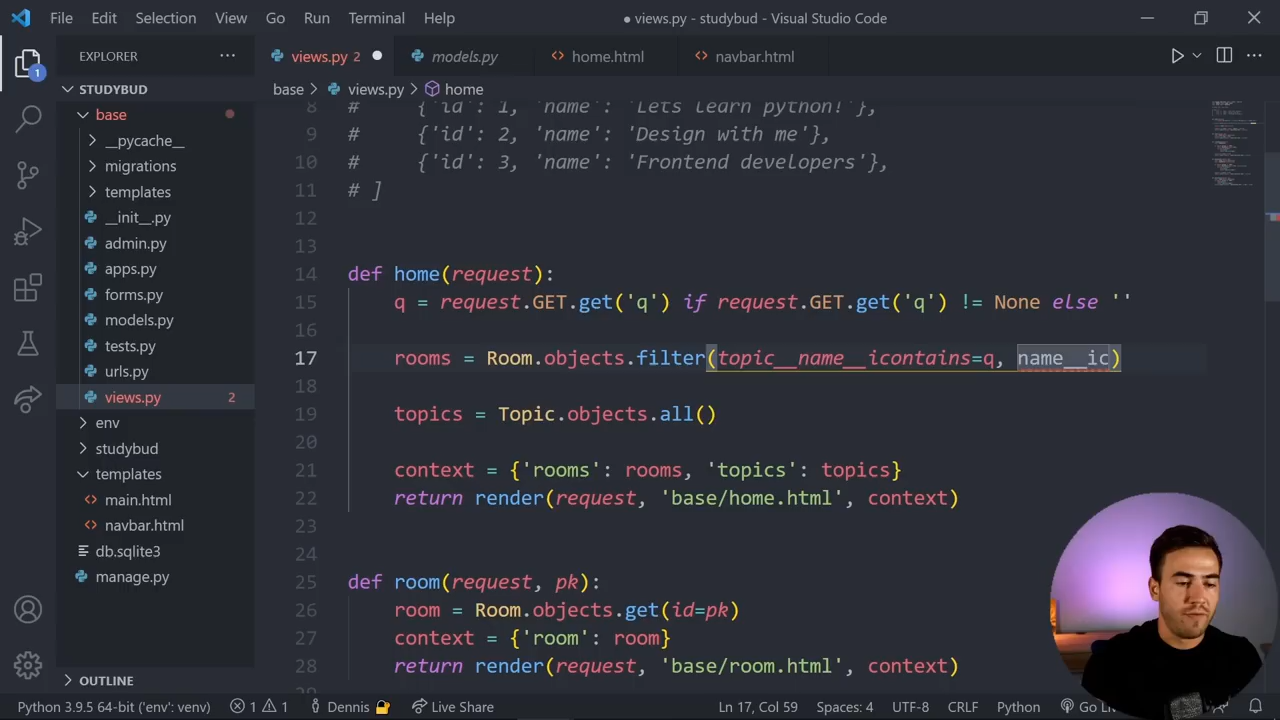 File Edit Selection View Go Run Terminal Help
● views.py - studybud - Visual Studio Code
EXPLORER
views.py 2
models.py
home.html
navbar.html
STUDYBUD
base > views.py > home
base
__pycache__
migrations
templates
__init__.py
admin.py
apps.py
forms.py
models.py
tests.py
urls.py
views.py 2
env
studybud
templates
main.html
navbar.html
db.sqlite3
manage.py
OUTLINE
1
8 #     {'id': 1, 'name': 'Lets learn python!'},
9 #     {'id': 2, 'name': 'Design with me'},
10 #     {'id': 3, 'name': 'Frontend developers'},
11 # ]
12
13
14 def home(request):
15     q = request.GET.get('q') if request.GET.get('q') != None else ''
16
17     rooms = Room.objects.filter(topic__name__icontains=q, name__ic)
18
19     topics = Topic.objects.all()
20
21     context = {'rooms': rooms, 'topics': topics}
22     return render(request, 'base/home.html', context)
23
24
25 def room(request, pk):
26     room = Room.objects.get(id=pk)
27     context = {'room': room}
28     return render(request, 'base/room.html', context)
Python 3.9.5 64-bit ('env': venv) 1 1 Dennis Live Share Ln 17, Col 59 Spaces: 4 UTF-8 CRLF Python Go